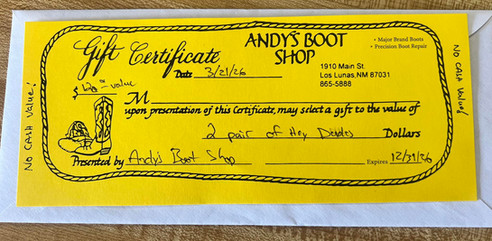 Gift Certificate
ANDY'S BOOT SHOP
• Major Brand Boots
• Precision Boot Repair
Date 3/21/26
1910 Main St.
Los Lunas, NM 87031
865-5888
No CASH Value!
No CASH Value!
value
M
upon presentation of this Certificate, may select a gift to the value of
2 pair of Hey Dudes Dollars
Presented by Andy's Boot Shop
Expires 12/31/26